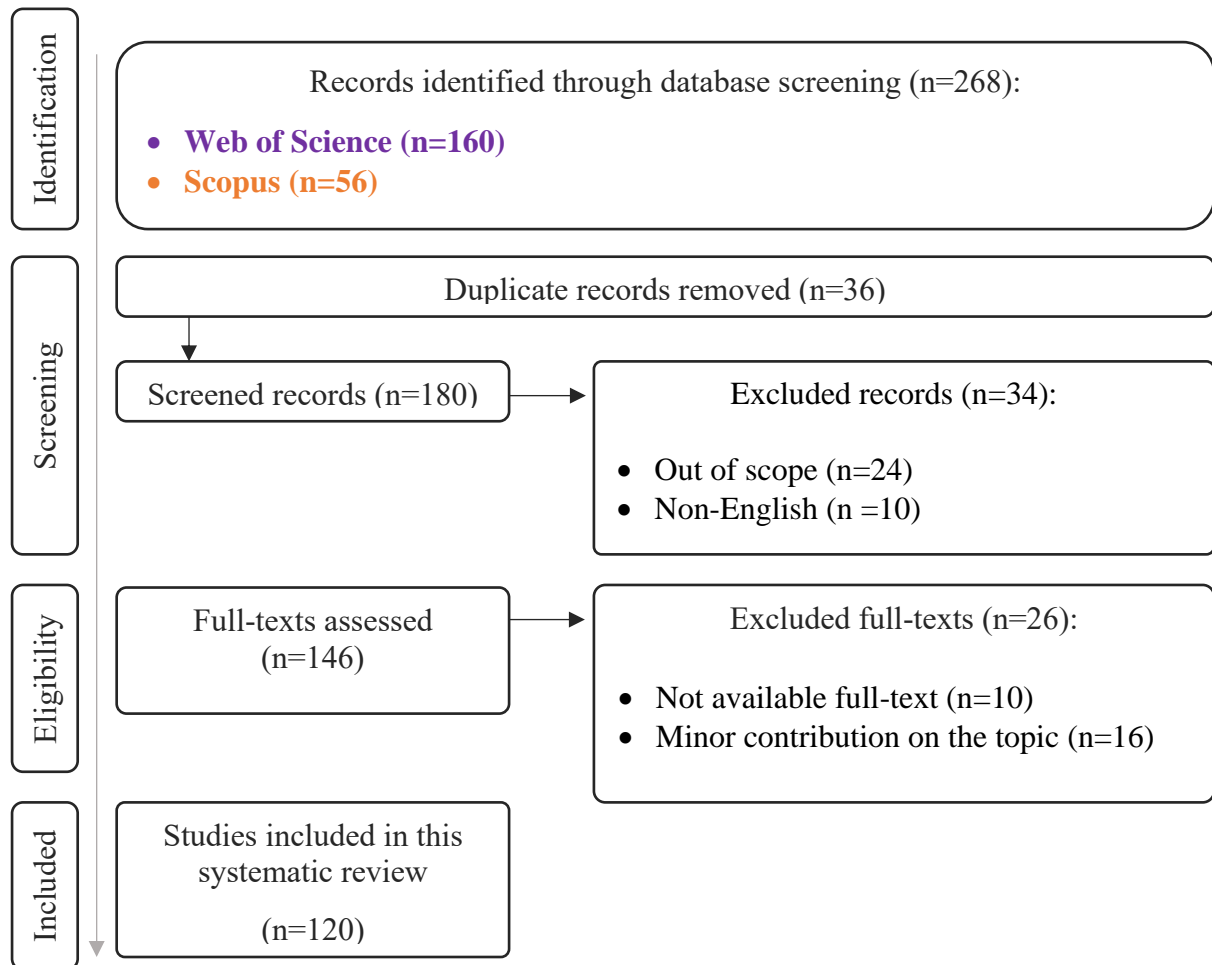 Identification
Records identified through database screening (n=268):
• Web of Science (n=160)
• Scopus (n=56)
Screening
Duplicate records removed (n=36)
Screened records (n=180)
Excluded records (n=34):
• Out of scope (n=24)
• Non-English (n =10)
Eligibility
Full-texts assessed
(n=146)
Excluded full-texts (n=26):
• Not available full-text (n=10)
• Minor contribution on the topic (n=16)
Included
Studies included in this
systematic review
(n=120)